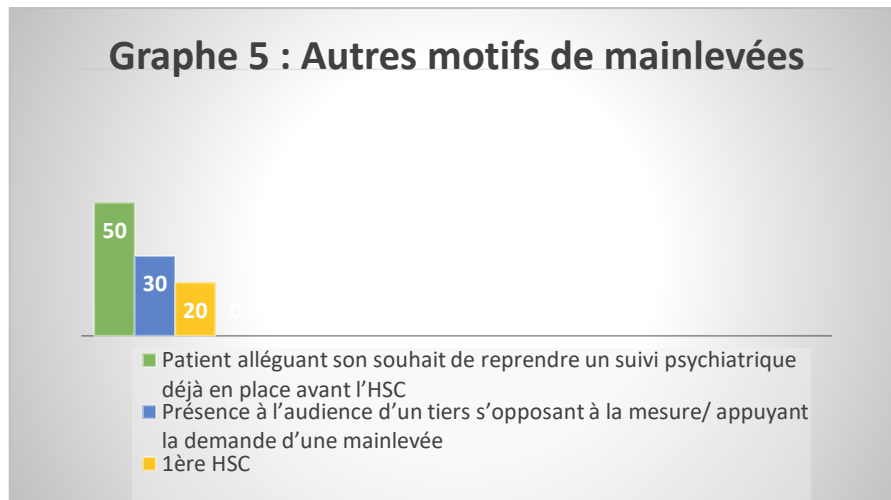 Graphe 5 : Autres motifs de mainlevées
50
30
20
0
Patient alléguant son souhait de reprendre un suivi psychiatrique
déjà en place avant l’HSC
Présence à l’audience d’un tiers s’opposant à la mesure/ appuyant
la demande d’une mainlevée
1ère HSC